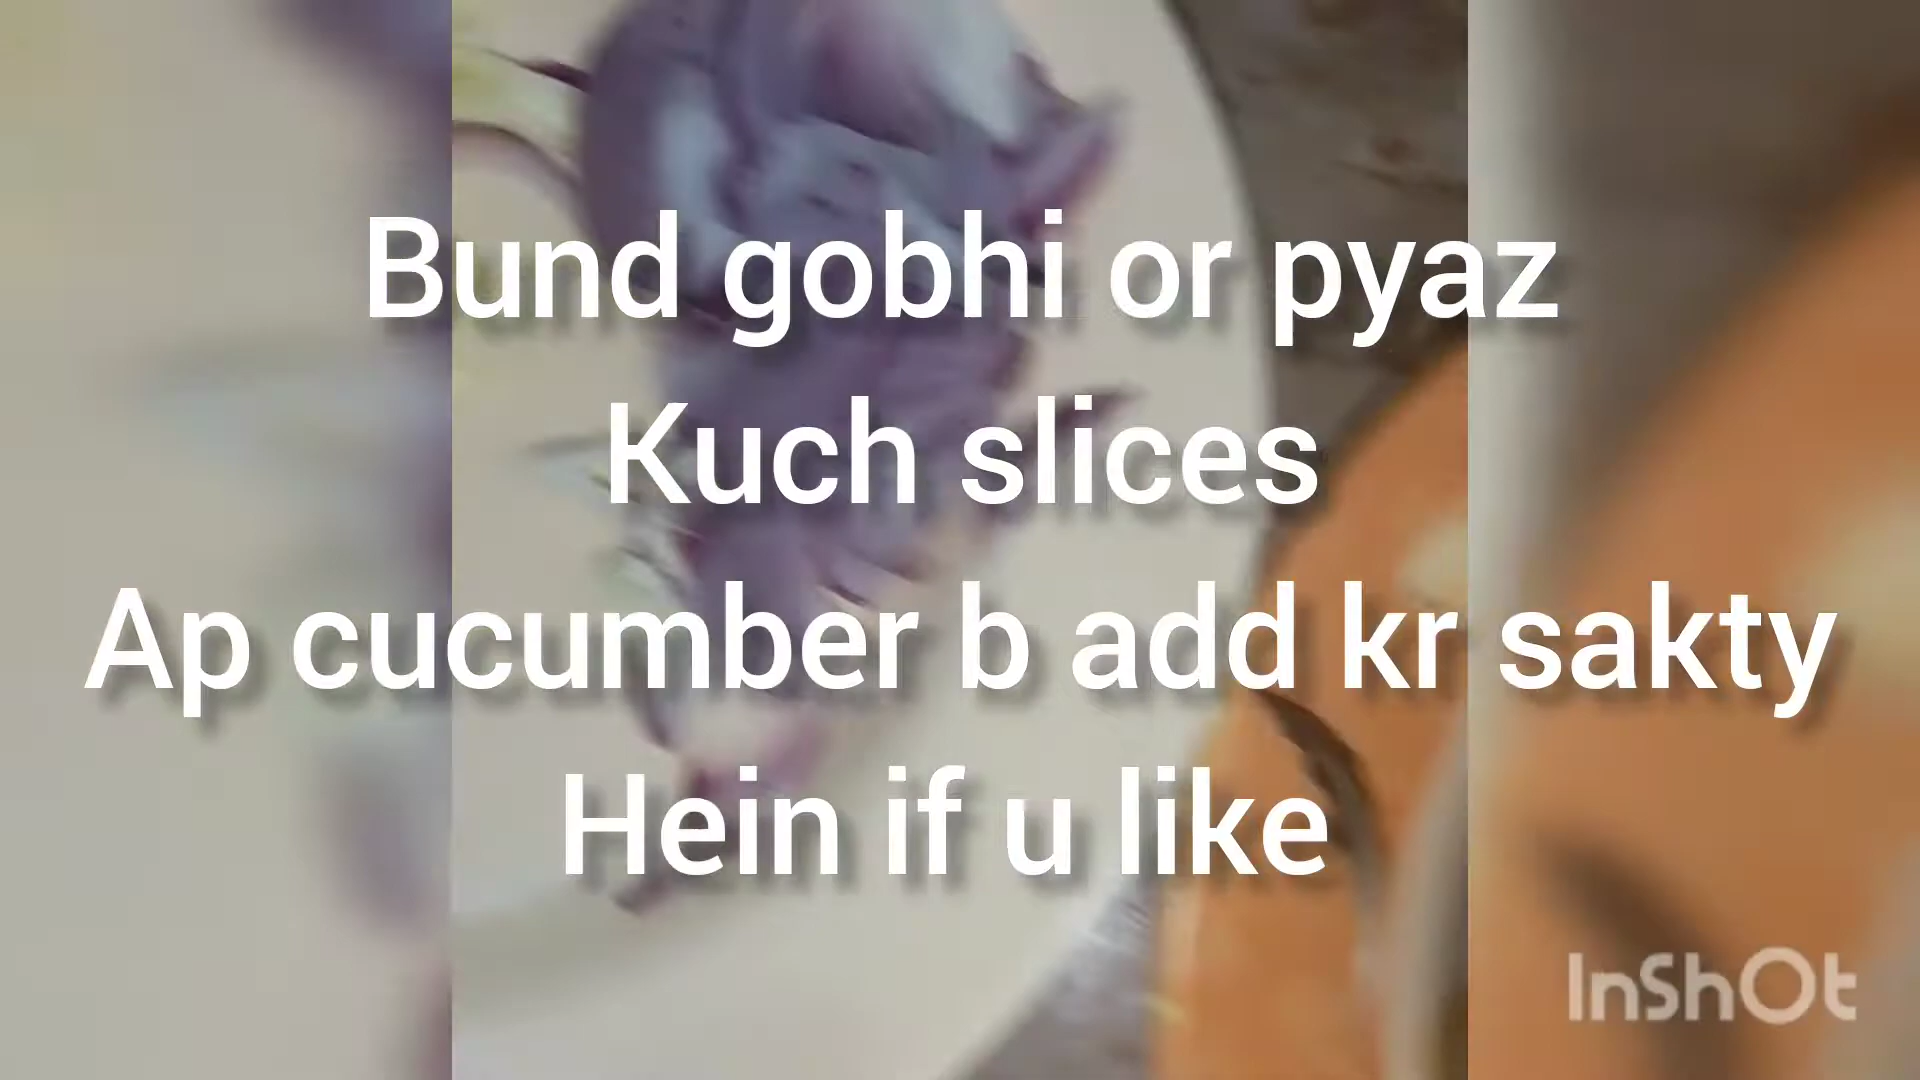 Bund gobhi or pyaz
Kuch slices
Ap cucumber b add kr sakty
Hein if u like
InShOt